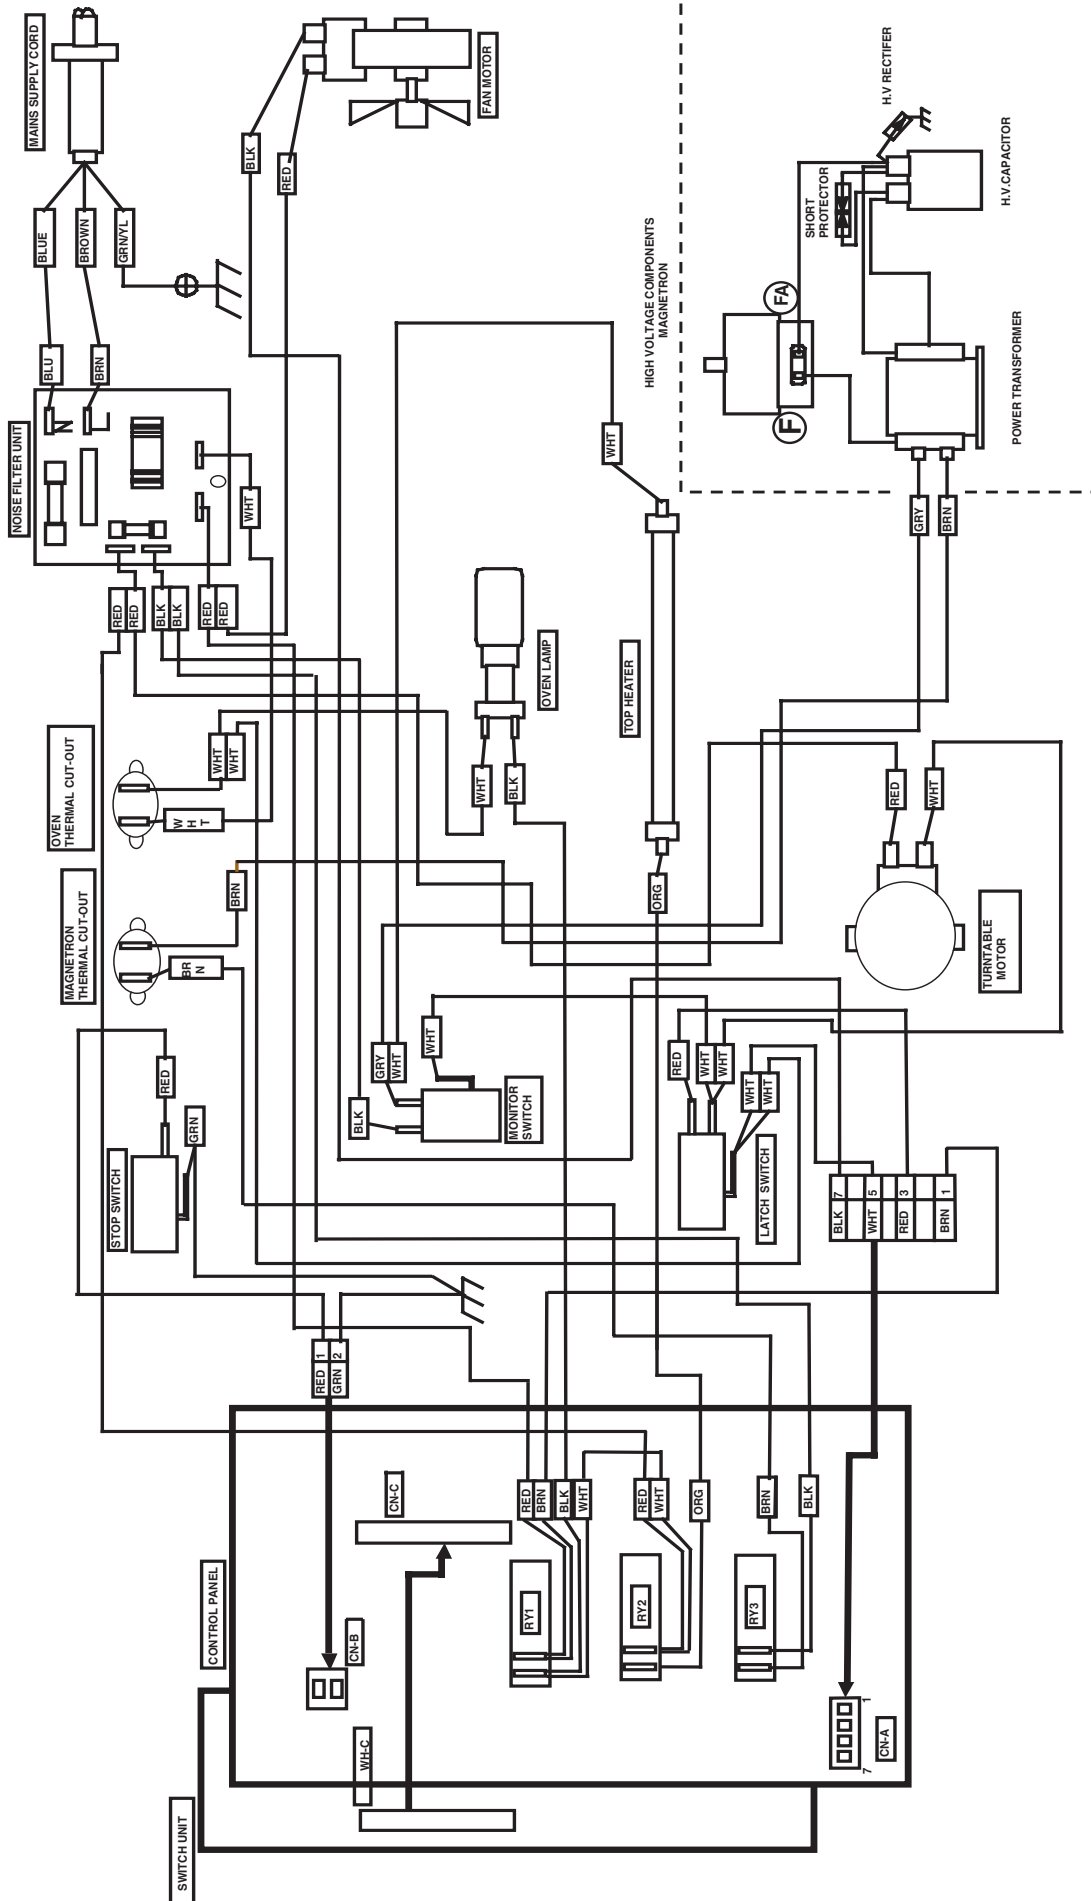 MAINS SUPPLY CORD
BLUE
BROWN
GRN/YL
BLU
BRN
NOISE FILTER UNIT
N
L
BLK
RED
FAN MOTOR
WHT
RED
RED
BLK
BLK
RED
RED
HIGH VOLTAGE COMPONENTS
MAGNETRON
FA
F
SHORT
PROTECTOR
H.V RECTIFER
H.V.CAPACITOR
POWER TRANSFORMER
GRY
BRN
WHT
OVEN LAMP
WHT
BLK
TOP HEATER
ORG
OVEN
THERMAL CUT-OUT
WHT
WHT
W H T
MAGNETRON
THERMAL CUT-OUT
BRN
BR N
RED
WHT
TURNTABLE
MOTOR
RED
GRN
STOP SWITCH
GRY
WHT
WHT
BLK
MONITOR
SWITCH
RED
WHT
WHT
WHT
WHT
LATCH SWITCH
BLK 7
WHT 5
RED 3
BRN 1
RED 1
GRN 2
CONTROL PANEL
CN-C
CN-B
WH-C
RED
BRN
BLK
WHT
RY1
RED
WHT
ORG
RY2
BRN
BLK
RY3
7
1
CN-A
SWITCH UNIT